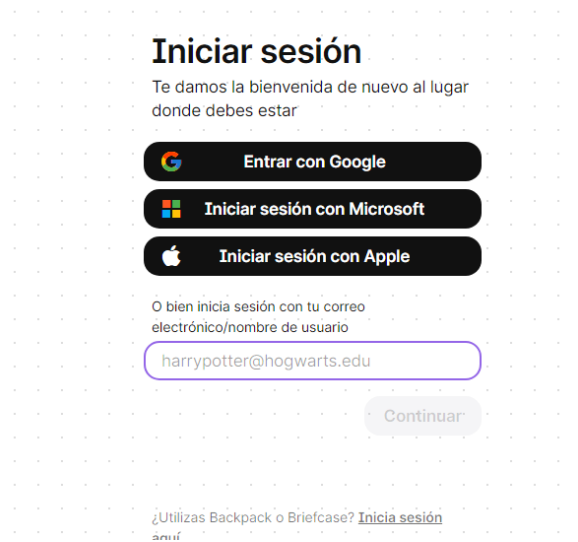 Iniciar sesión
Te damos la bienvenida de nuevo al lugar
donde debes estar
Entrar con Google
Iniciar sesión con Microsoft
Iniciar sesión con Apple
O bien inicia sesión con tu correo
electrónico/nombre de usuario
harrypotter@hogwarts.edu
Continuar
¿Utilizas Backpack o Briefcase? Inicia sesión
aquí